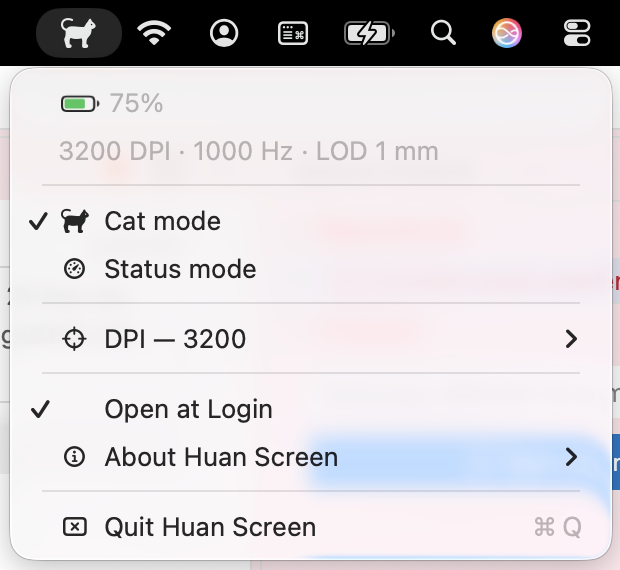 75%
3200 DPI · 1000 Hz · LOD 1 mm
Cat mode
Status mode
DPI — 3200
Open at Login
About Huan Screen
Quit Huan Screen ⌘ Q